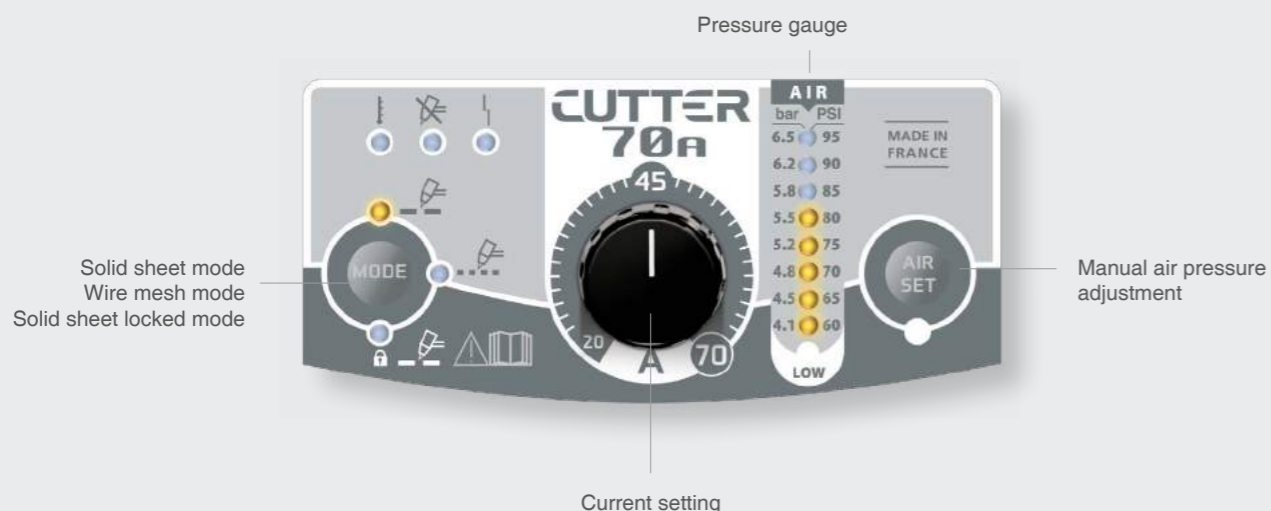 Pressure gauge
AIR
bar PSI
6.5 95
6.2 90
5.8 85
5.5 80
5.2 75
4.8 70
4.5 65
4.1 60
LOW
CUTTER
70A
45
20
A
70
MADE IN
FRANCE
MODE
AIR
SET
Solid sheet mode
Wire mesh mode
Solid sheet locked mode
Manual air pressure
adjustment
Current setting